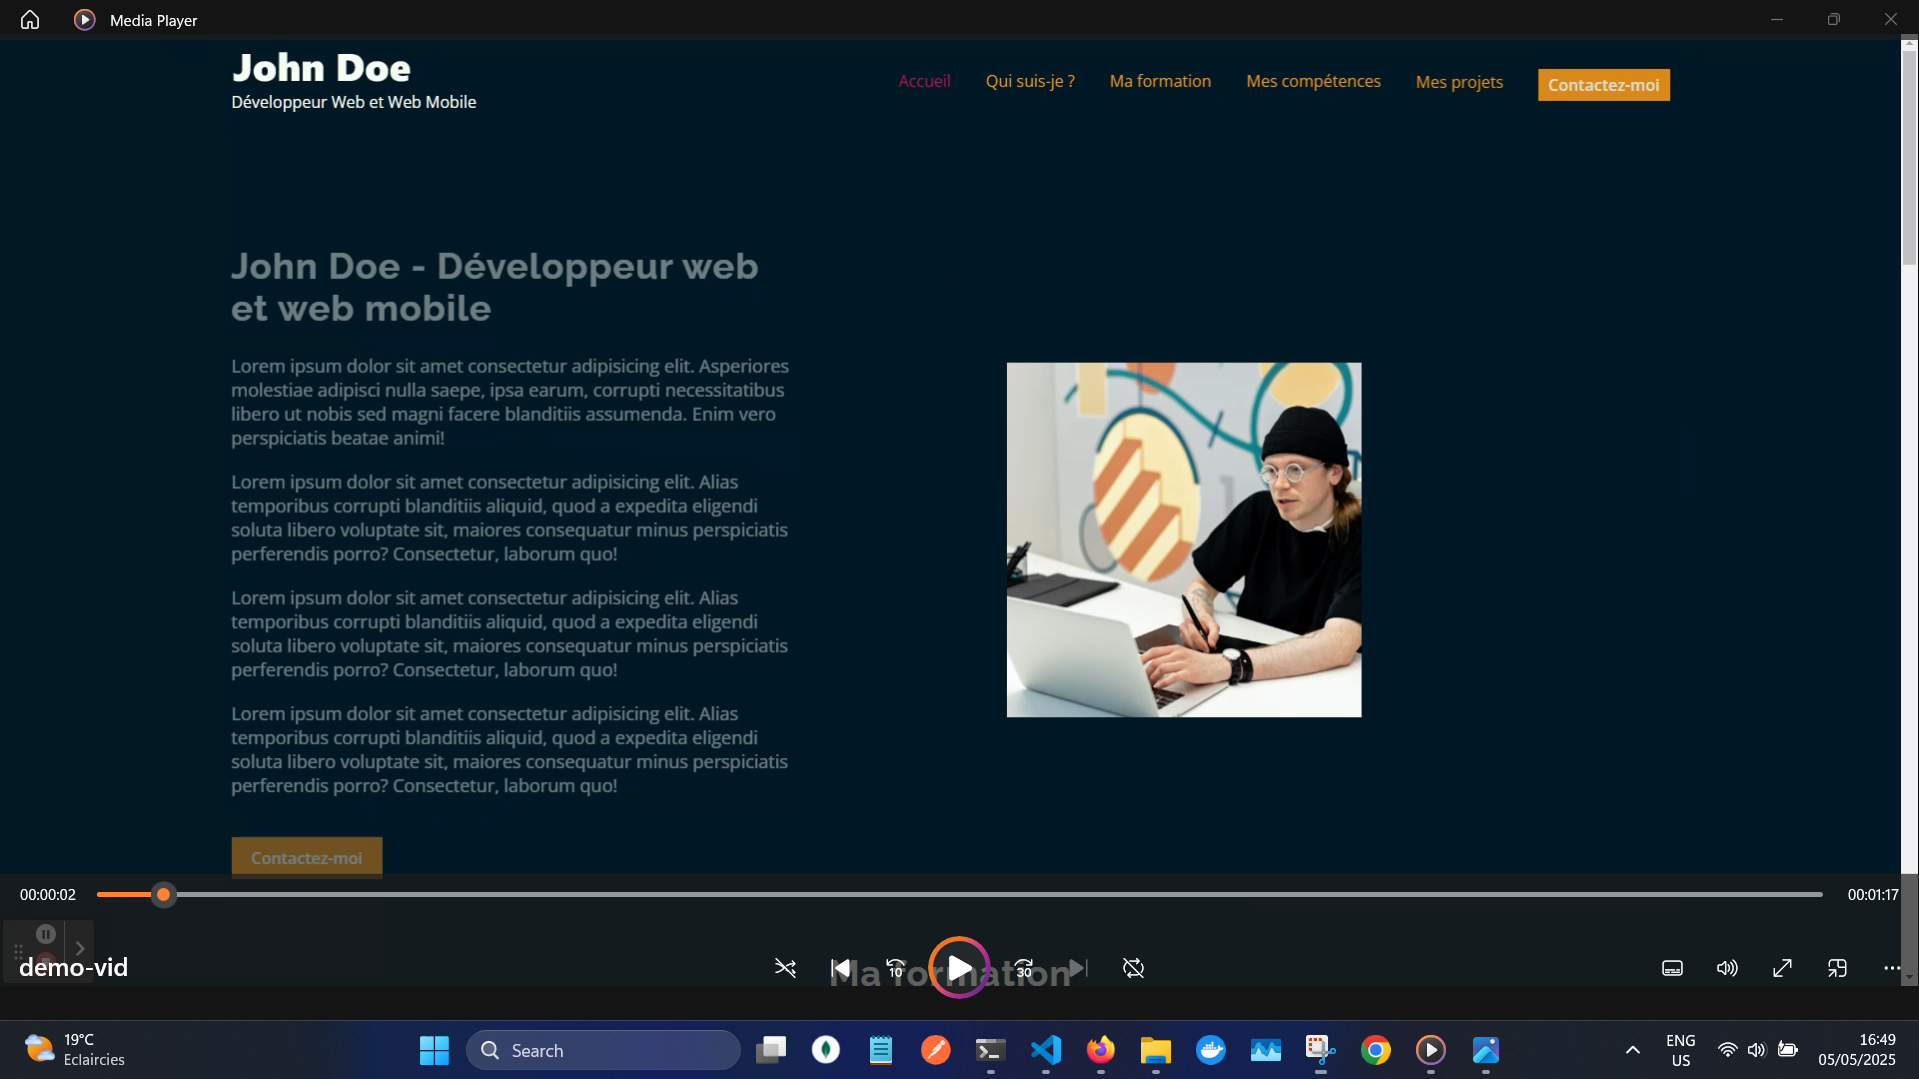 Media Player
John Doe
Développeur Web et Web Mobile
Accueil
Qui suis-je ?
Ma formation
Mes compétences
Mes projets
Contactez-moi
John Doe - Développeur web
et web mobile
Lorem ipsum dolor sit amet consectetur adipisicing elit. Asperiores
molestiae adipisci nulla saepe, ipsa earum, corrupti necessitatibus
libero ut nobis sed magni facere blanditiis assumenda. Enim vero
perspiciatis beatae animi!
Lorem ipsum dolor sit amet consectetur adipisicing elit. Alias
temporibus corrupti blanditiis aliquid, quod a expedita eligendi
soluta libero voluptate sit, maiores consequatur minus perspiciatis
perferendis porro? Consectetur, laborum quo!
Lorem ipsum dolor sit amet consectetur adipisicing elit. Alias
temporibus corrupti blanditiis aliquid, quod a expedita eligendi
soluta libero voluptate sit, maiores consequatur minus perspiciatis
perferendis porro? Consectetur, laborum quo!
Lorem ipsum dolor sit amet consectetur adipisicing elit. Alias
temporibus corrupti blanditiis aliquid, quod a expedita eligendi
soluta libero voluptate sit, maiores consequatur minus perspiciatis
perferendis porro? Consectetur, laborum quo!
Contactez-moi
00:00:02
00:01:17
demo-vid
10
30
Ma formation
19°C
Eclaircies
Search
ENG
US
16:49
05/05/2025